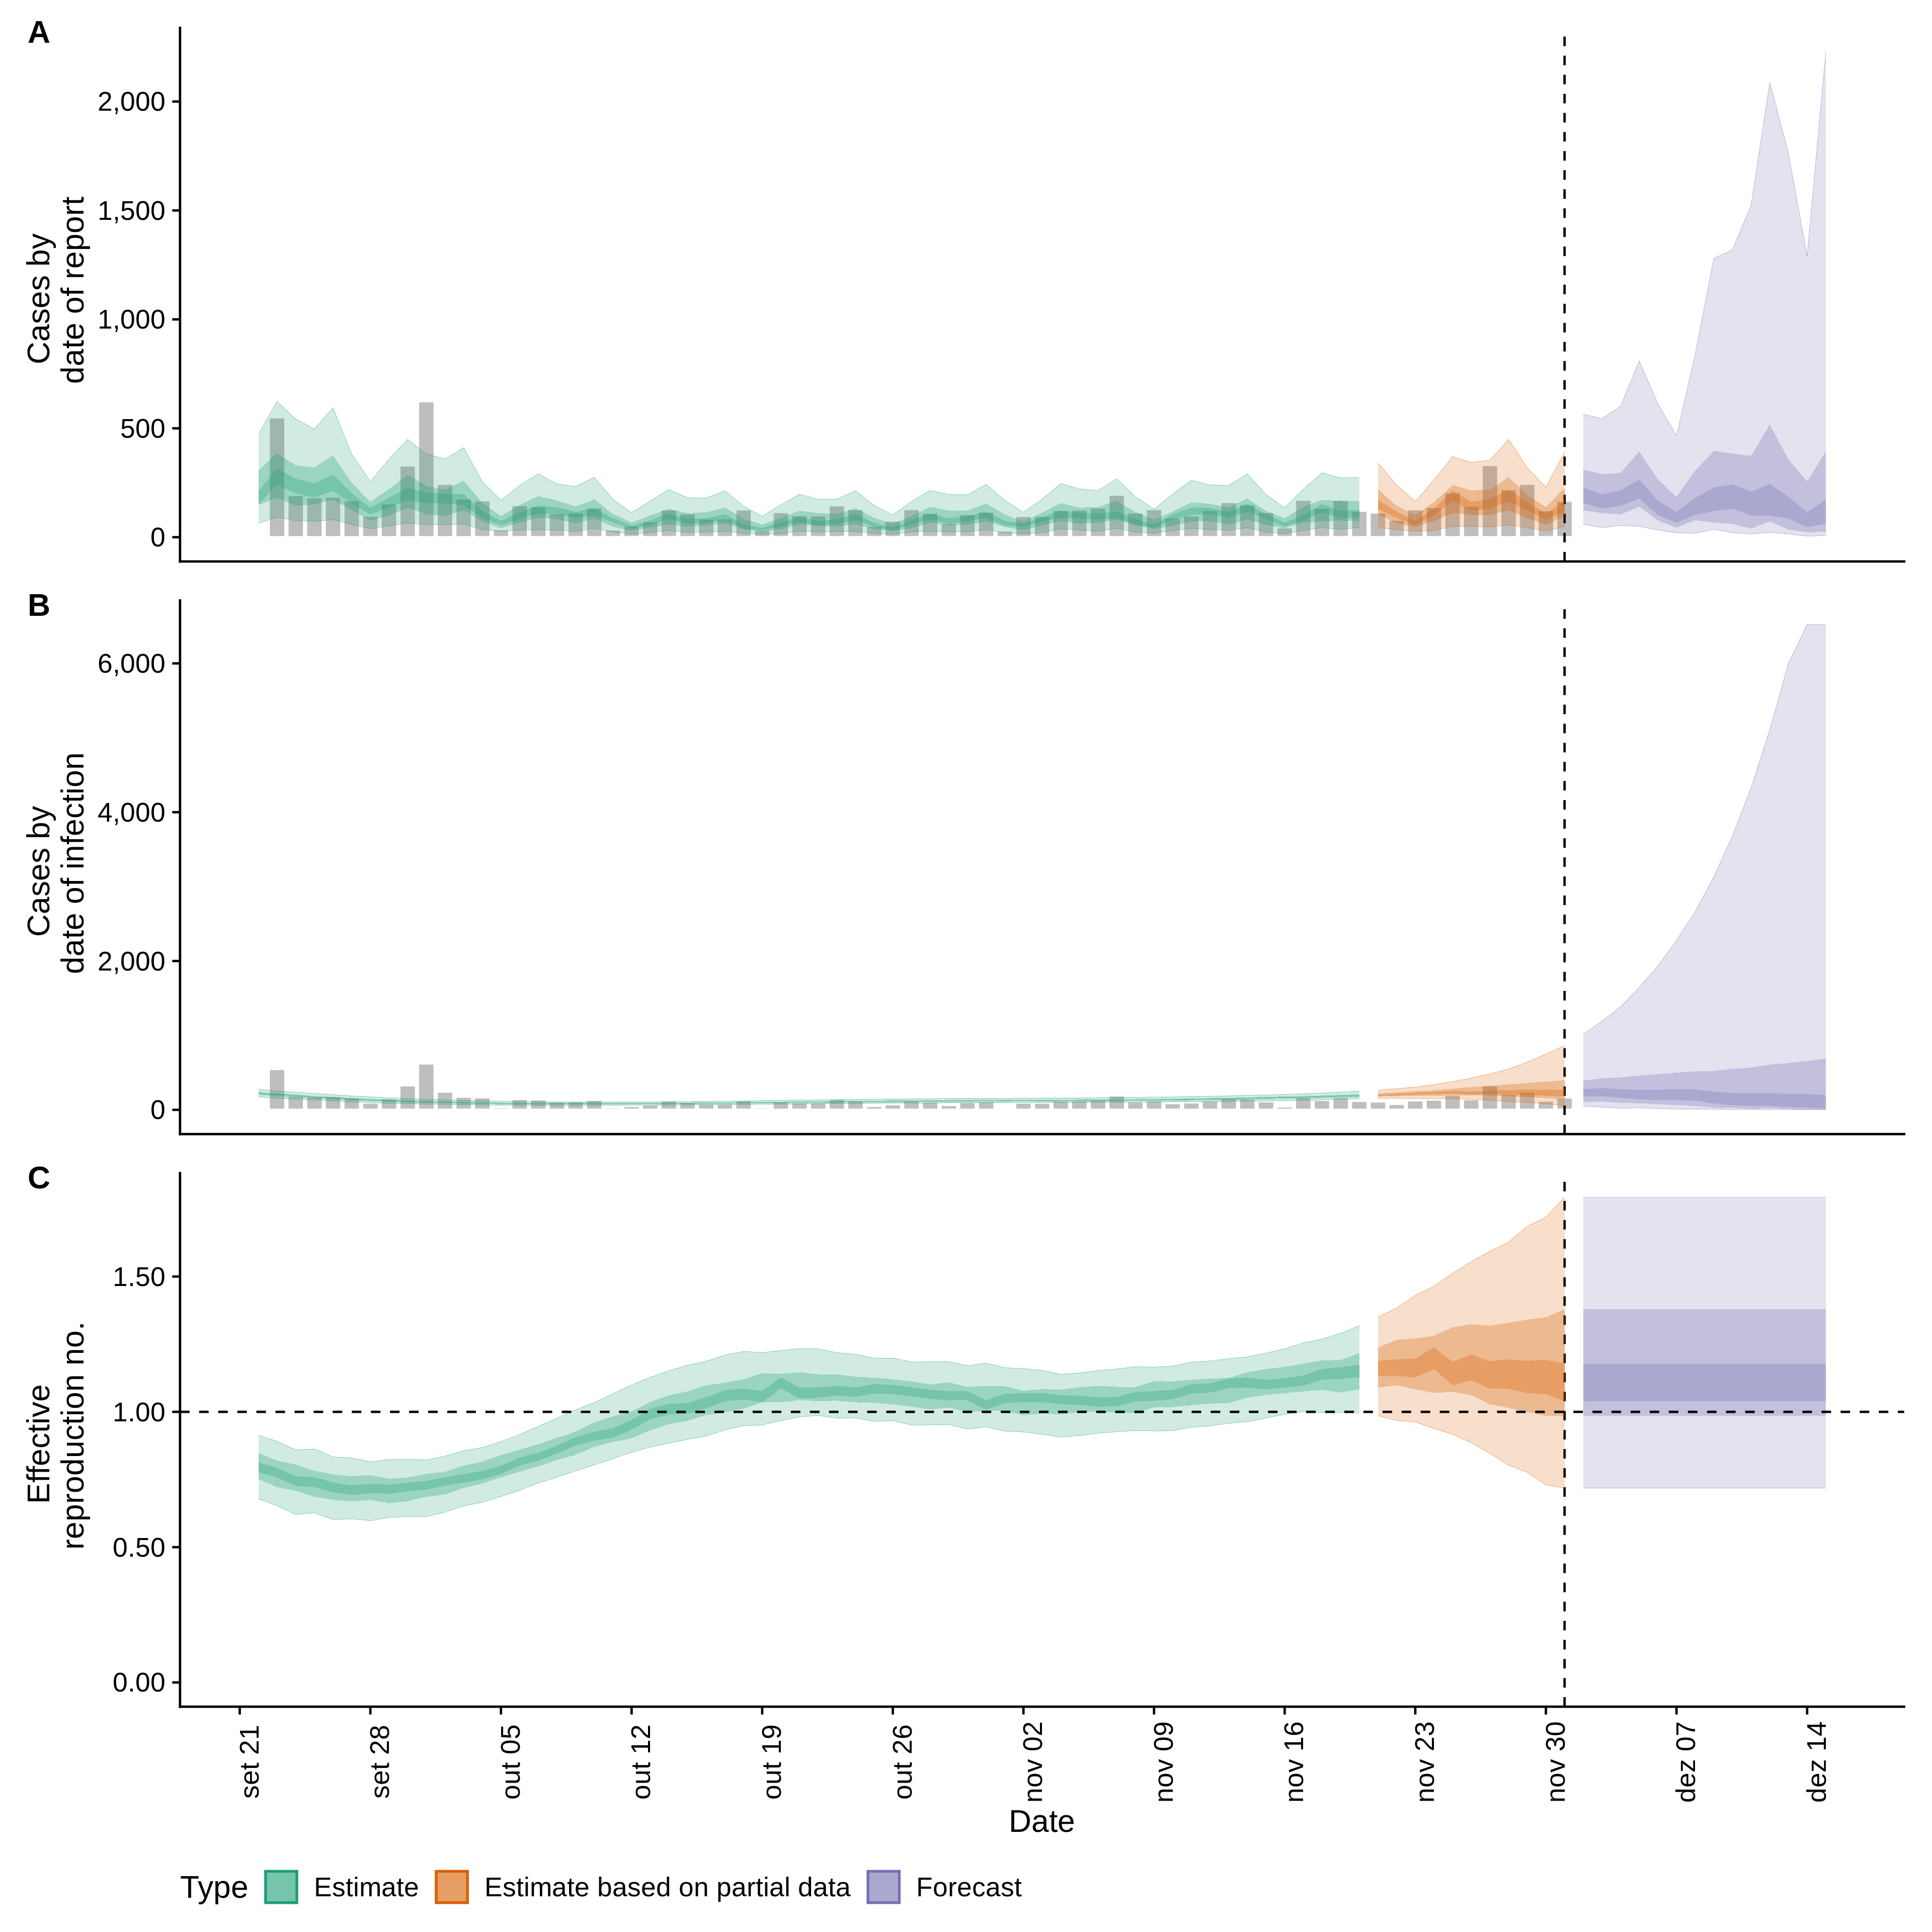 A
2,000
1,500
1,000
500
0
Cases by
date of report
B
6,000
4,000
2,000
0
Cases by
date of infection
C
1.50
1.00
0.50
0.00
Effective
reproduction no.
set 21
set 28
out 05
out 12
out 19
out 26
nov 02
nov 09
nov 16
nov 23
nov 30
dez 07
dez 14
Date
Type Estimate Estimate based on partial data Forecast